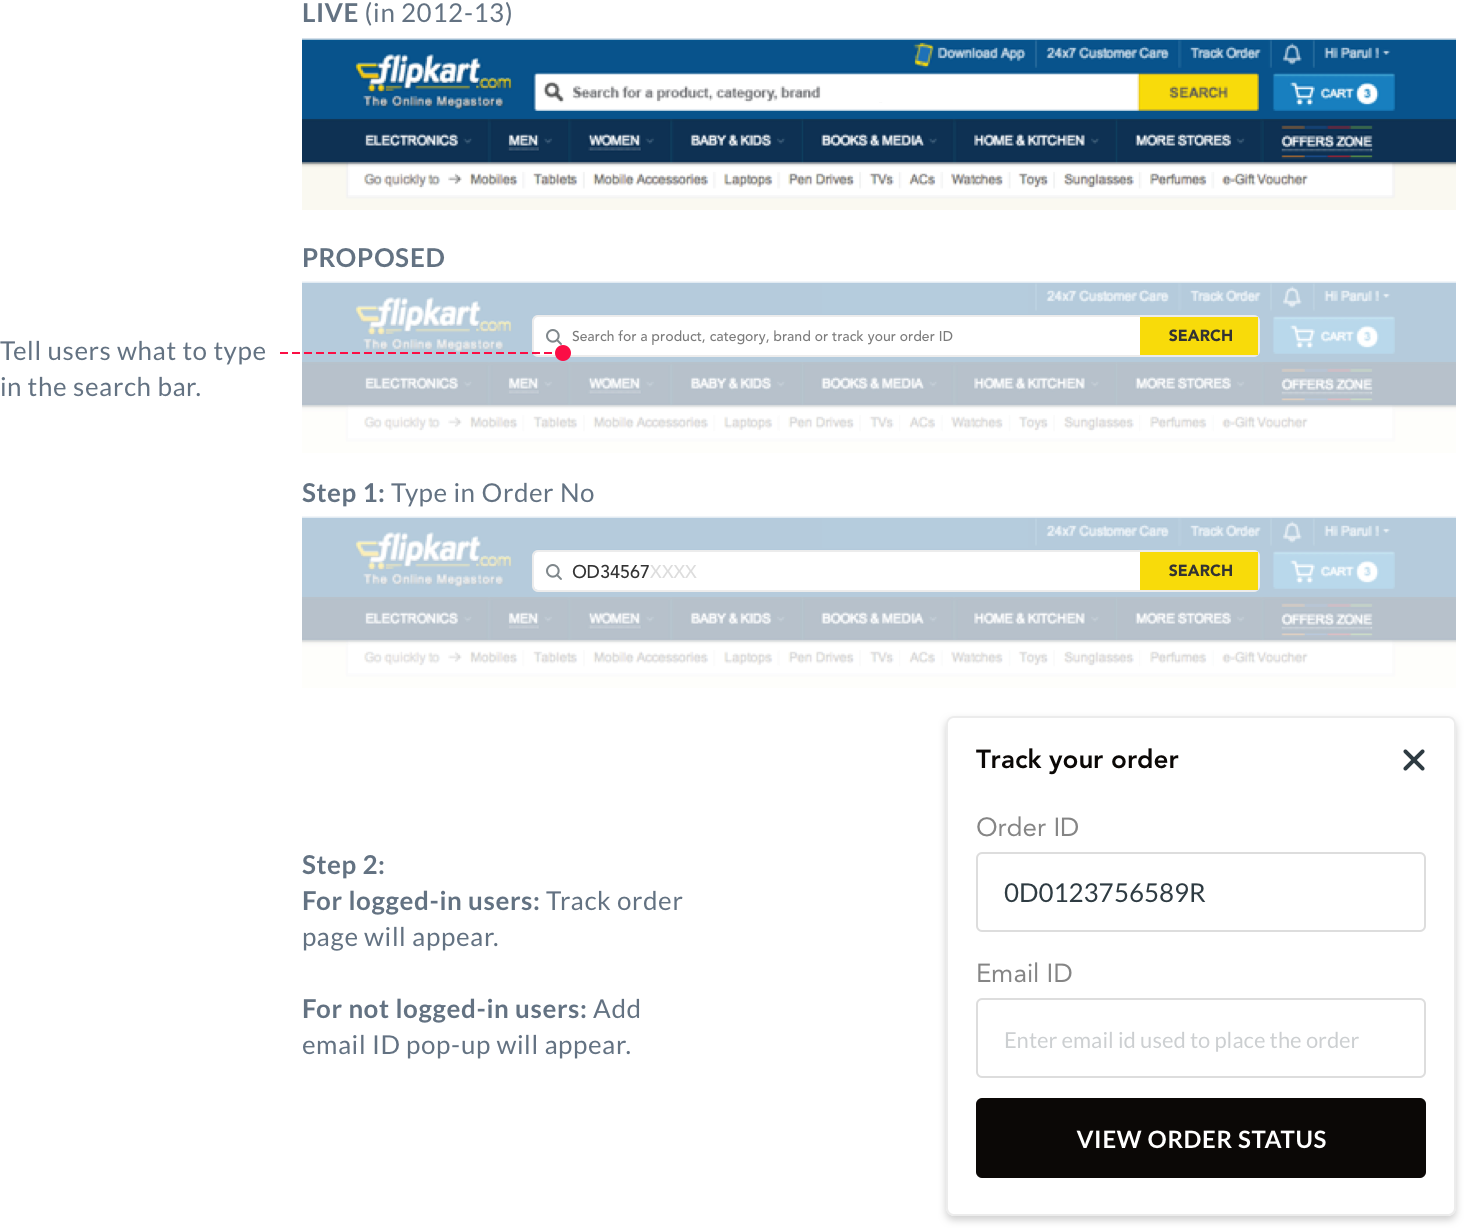 LIVE (in 2012-13)
Download App 24x7 Customer Care Track Order Hi Parul !
flipkart.com
The Online Megastore
Search for a product, category, brand SEARCH CART 3
ELECTRONICS MEN WOMEN BABY & KIDS BOOKS & MEDIA HOME & KITCHEN MORE STORES OFFERS ZONE
Go quickly to → Mobiles Tablets Mobile Accessories Laptops Pen Drives TVs ACs Watches Toys Sunglasses Perfumes e-Gift Voucher
PROPOSED
24x7 Customer Care Track Order Hi Parul !
flipkart.com
The Online Megastore
Search for a product, category, brand or track your order ID SEARCH CART 3
Tell users what to type
in the search bar.
ELECTRONICS MEN WOMEN BABY & KIDS BOOKS & MEDIA HOME & KITCHEN MORE STORES OFFERS ZONE
Go quickly to → Mobiles Tablets Mobile Accessories Laptops Pen Drives TVs ACs Watches Toys Sunglasses Perfumes e-Gift Voucher
Step 1: Type in Order No
24x7 Customer Care Track Order Hi Parul !
flipkart.com
The Online Megastore
OD34567XXXX SEARCH CART 3
ELECTRONICS MEN WOMEN BABY & KIDS BOOKS & MEDIA HOME & KITCHEN MORE STORES OFFERS ZONE
Go quickly to → Mobiles Tablets Mobile Accessories Laptops Pen Drives TVs ACs Watches Toys Sunglasses Perfumes e-Gift Voucher
Step 2:
For logged-in users: Track order
page will appear.
For not logged-in users: Add
email ID pop-up will appear.
Track your order
Order ID
0D0123756589R
Email ID
Enter email id used to place the order
VIEW ORDER STATUS